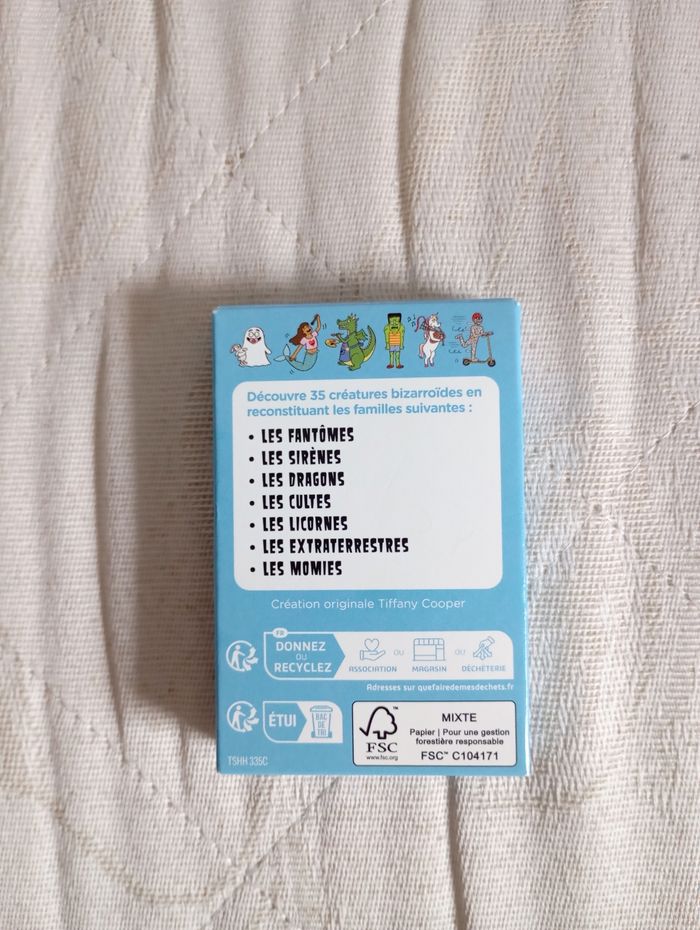 Découvre 35 créatures bizarroïdes en
reconstituant les familles suivantes :
• LES FANTÔMES
• LES SIRÈNES
• LES DRAGONS
• LES CULTES
• LES LICORNES
• LES EXTRATERRESTRES
• LES MOMIES
Création originale Tiffany Cooper
FR
DONNEZ
OU
RECYCLEZ
ASSOCIATION OU MAGASIN OU DÉCHÈTERIE
Adresses sur quefairedemesdechets.fr
ÉTUI
BAC
DE
TRI
TSHH 335C
FSC™
www.fsc.org
MIXTE
Papier | Pour une gestion
forestière responsable
FSC™ C104171